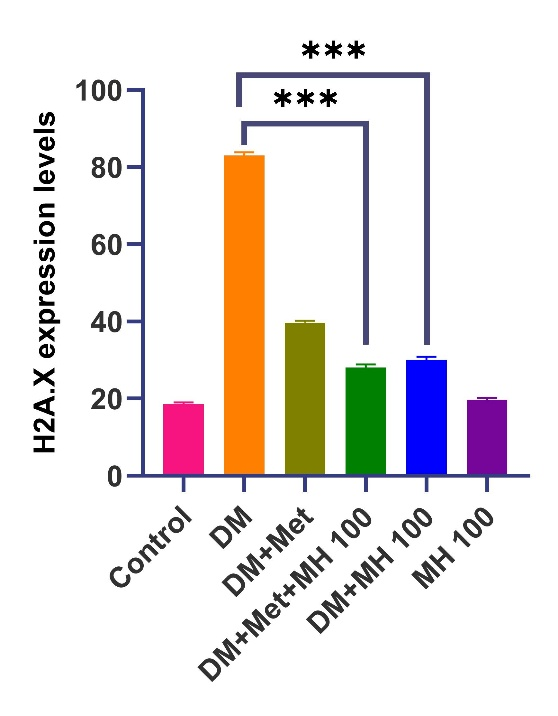 ***
***
H2A.X expression levels
100
80
60
40
20
0
Control
DM
DM+Met
DM+Met+MH 100
DM+MH 100
MH 100